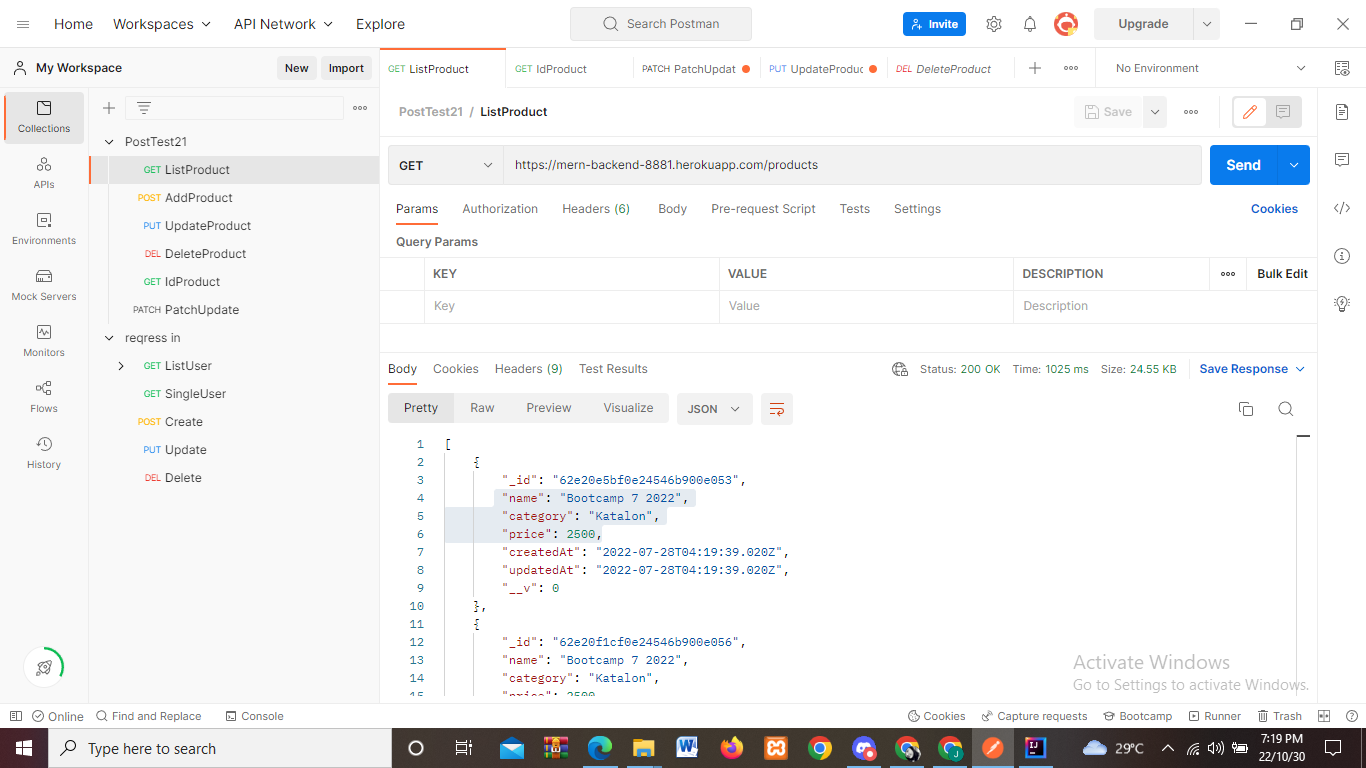 Home Workspaces API Network Explore Search Postman Invite Upgrade
My Workspace New Import
GET ListProduct GET IdProduct PATCH PatchUpdat PUT UpdateProduc DEL DeleteProduct No Environment
Collections
APIs
Environments
Mock Servers
Monitors
Flows
History
PostTest21
GET ListProduct
POST AddProduct
PUT UpdateProduct
DEL DeleteProduct
GET IdProduct
PATCH PatchUpdate
reqress in
GET ListUser
GET SingleUser
POST Create
PUT Update
DEL Delete
PostTest21 / ListProduct Save
GET https://mern-backend-8881.herokuapp.com/products Send
Params Authorization Headers (6) Body Pre-request Script Tests Settings Cookies
Query Params
KEY VALUE DESCRIPTION Bulk Edit
Key Value Description
Body Cookies Headers (9) Test Results Status: 200 OK Time: 1025 ms Size: 24.55 KB Save Response
Pretty Raw Preview Visualize JSON
1 [
2 {
3 "_id": "62e20e5bf0e24546b900e053",
4 "name": "Bootcamp 7 2022",
5 "category": "Katalon",
6 "price": 2500,
7 "createdAt": "2022-07-28T04:19:39.020Z",
8 "updatedAt": "2022-07-28T04:19:39.020Z",
9 "__v": 0
10 },
11 {
12 "_id": "62e20f1cf0e24546b900e056",
13 "name": "Bootcamp 7 2022",
14 "category": "Katalon",
15 "price": 2500
Activate Windows
Go to Settings to activate Windows.
Online Find and Replace Console Cookies Capture requests Bootcamp Runner Trash
Type here to search 29°C 7:19 PM
22/10/30